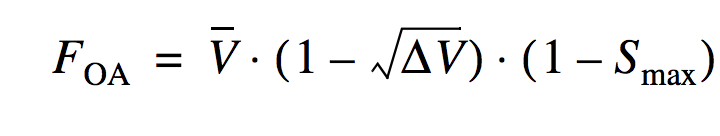 F_OA = V̅ · (1 – √ΔV) · (1 – S_max)